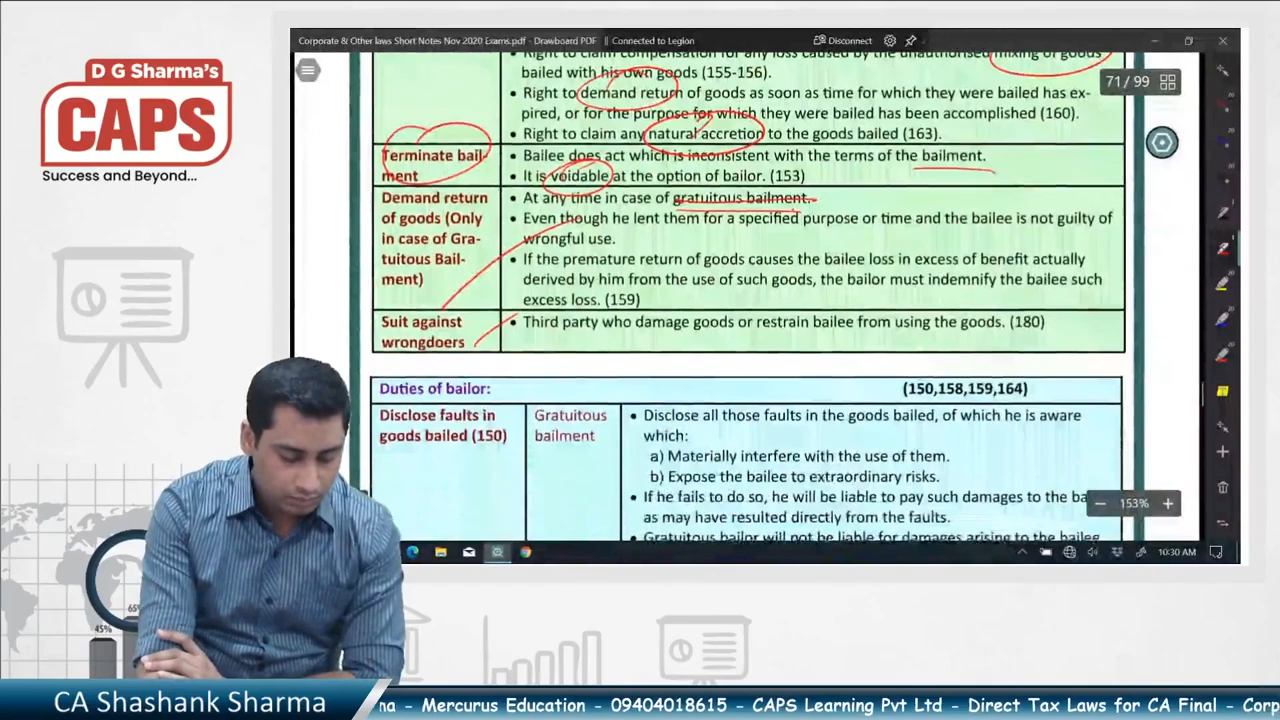 D G Sharma's
CAPS
Success and Beyond...
Corporate & Other laws Short Notes Nov 2020 Exams.pdf - Drawboard PDF || Connected to Legion
Disconnect
71 / 99
• Right to claim compensation for any loss caused by the unauthorised mixing of goods
bailed with his own goods (155-156).
• Right to demand return of goods as soon as time for which they were bailed has ex-
pired, or for the purpose for which they were bailed has been accomplished (160).
• Right to claim any natural accretion to the goods bailed (163).
Terminate bail-
ment
• Bailee does act which is inconsistent with the terms of the bailment.
• It is voidable at the option of bailor. (153)
Demand return
of goods (Only
in case of Gra-
tuitous Bail-
ment)
• At any time in case of gratuitous bailment.
• Even though he lent them for a specified purpose or time and the bailee is not guilty of
wrongful use.
• If the premature return of goods causes the bailee loss in excess of benefit actually
derived by him from the use of such goods, the bailor must indemnify the bailee such
excess loss. (159)
Suit against
wrongdoers
• Third party who damage goods or restrain bailee from using the goods. (180)
Duties of bailor: (150,158,159,164)
Disclose faults in
goods bailed (150)
Gratuitous
bailment
• Disclose all those faults in the goods bailed, of which he is aware
which:
a) Materially interfere with the use of them.
b) Expose the bailee to extraordinary risks.
• If he fails to do so, he will be liable to pay such damages to the ba
as may have resulted directly from the faults.
• Gratuitous bailor will not be liable for damages arising to the bailee
153%
10:30 AM
45%
65
CA Shashank Sharma
na - Mercurus Education - 09404018615 - CAPS Learning Pvt Ltd - Direct Tax Laws for CA Final - Corp